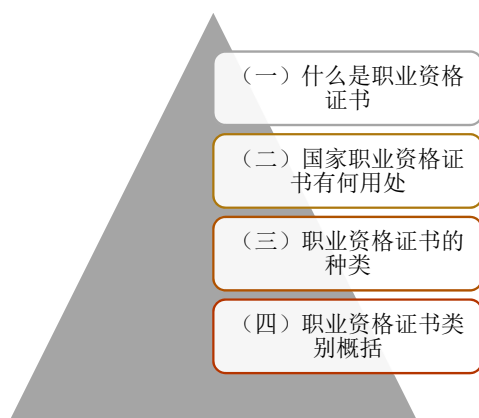 （一）什么是职业资格
证书
（二）国家职业资格证
书有何用处
（三）职业资格证书的
种类
（四）职业资格证书类
别概括